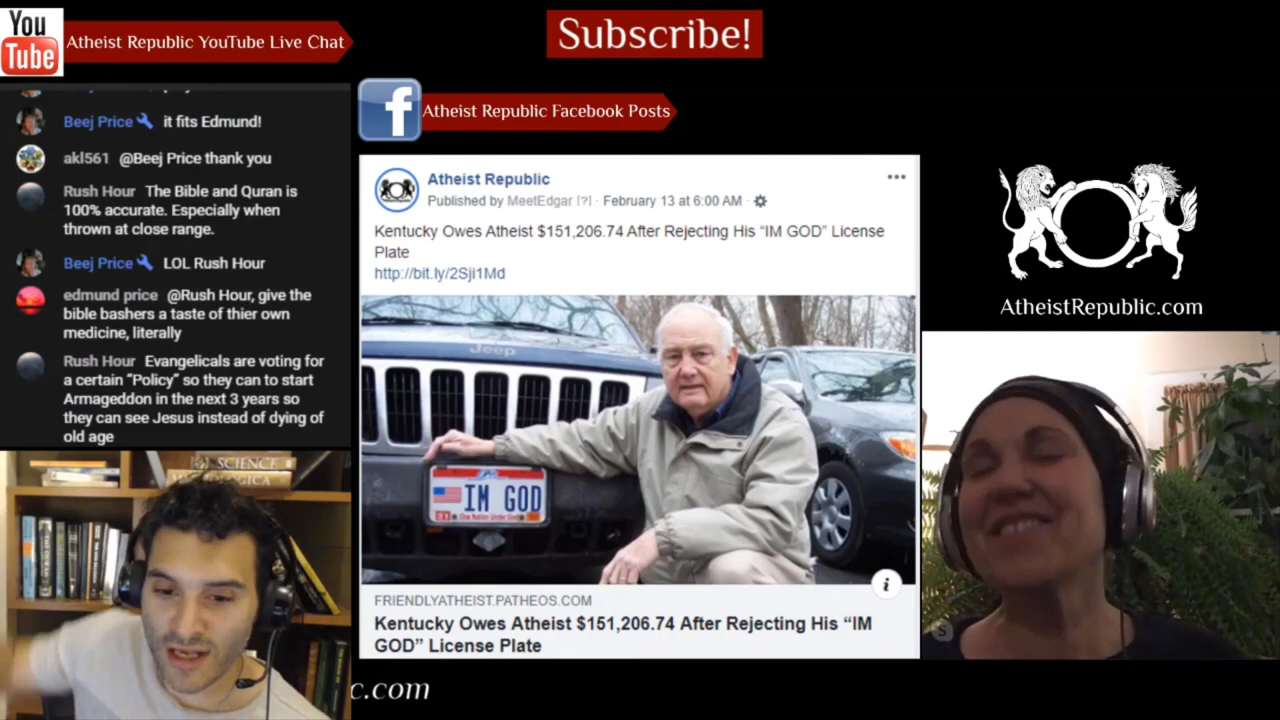 You
Tube
Atheist Republic YouTube Live Chat
Subscribe!
Beej Price it fits Edmund!
akl561 @Beej Price thank you
Rush Hour The Bible and Quran is
100% accurate. Especially when
thrown at close range.
Beej Price LOL Rush Hour
edmund price @Rush Hour, give the
bible bashers a taste of thier own
medicine, literally
Rush Hour Evangelicals are voting for
a certain “Policy” so they can to start
Armageddon in the next 3 years so
they can see Jesus instead of dying of
old age
f
Atheist Republic Facebook Posts
Atheist Republic
Published by MeetEdgar [?] · February 13 at 6:00 AM ·
Kentucky Owes Atheist $151,206.74 After Rejecting His “IM GOD” License
Plate
http://bit.ly/2Sji1Md
Jeep
IM GOD
One Nation Under God
i
FRIENDLYATHEIST.PATHEOS.COM
Kentucky Owes Atheist $151,206.74 After Rejecting His “IM
GOD” License Plate
AtheistRepublic.com
SCIENCE
S
c.com